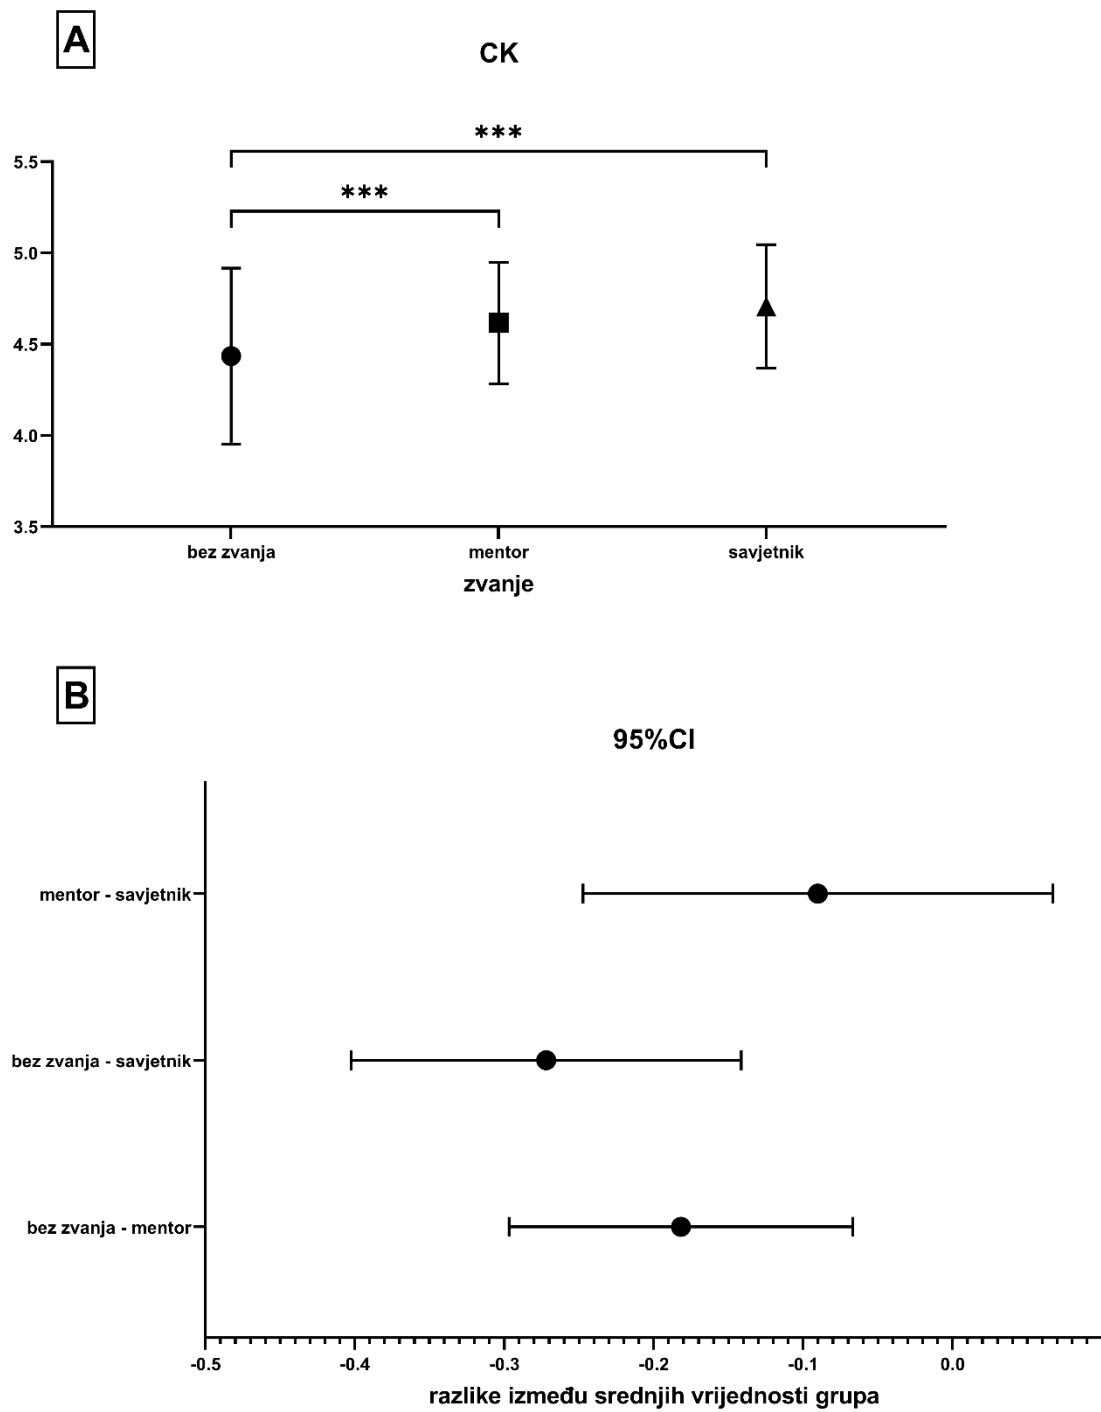 A
CK
***
***
5.5
5.0
4.5
4.0
3.5
bez zvanja mentor savjetnik
zvanje
B
95%CI
mentor - savjetnik
bez zvanja - savjetnik
bez zvanja - mentor
-0.5 -0.4 -0.3 -0.2 -0.1 0.0
razlike između srednjih vrijednosti grupa